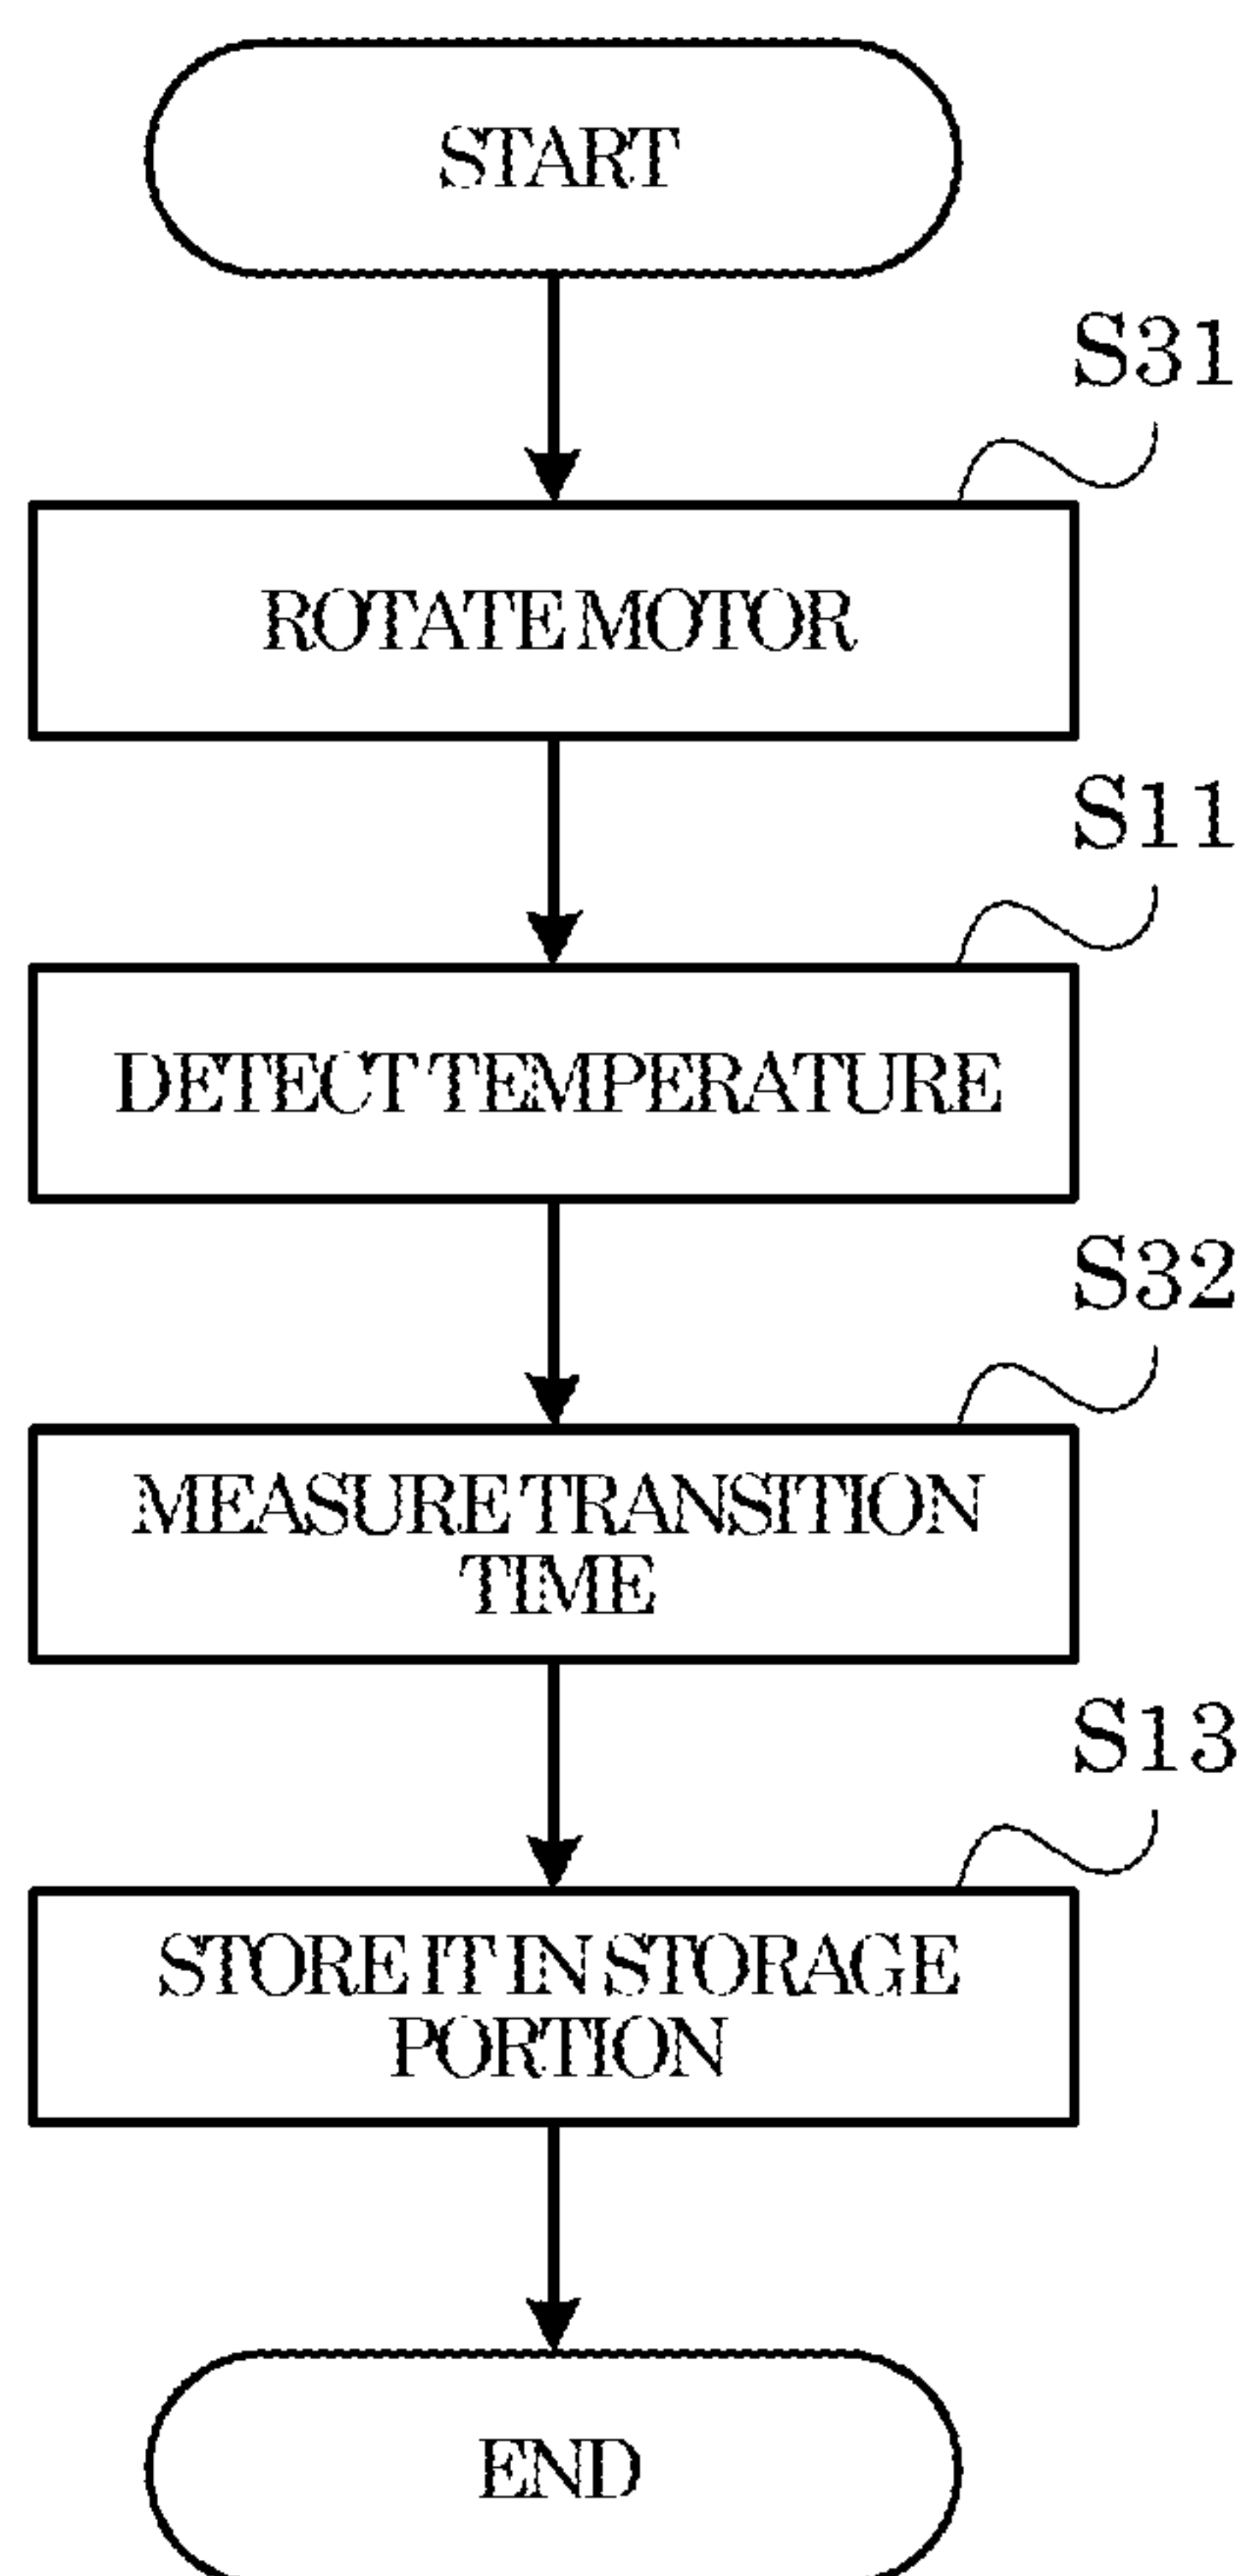 START
S31
ROTATE MOTOR
S11
DETECT TEMPERATURE
S32
MEASURE TRANSITION
TIME
S13
STORE IT IN STORAGE
PORTION
END